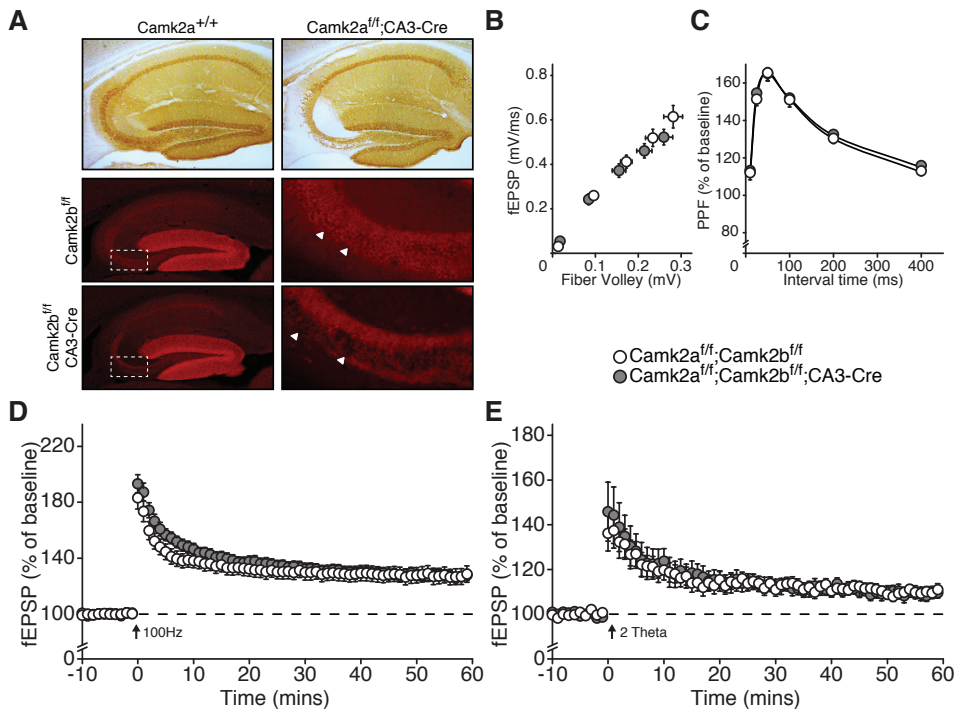 A
Camk2a+/+
Camk2af/f;CA3-Cre
Camk2bf/f
Camk2bf/f
CA3-Cre
B
fEPSP (mV/ms)
0.8
0.6
0.4
0.2
0
0.1
0.2
0.3
Fiber Volley (mV)
C
PPF (% of baseline)
160
140
120
100
80
0
100
200
300
400
Interval time (ms)
Camk2af/f;Camk2bf/f
Camk2af/f;Camk2bf/f;CA3-Cre
D
fEPSP (% of baseline)
220
180
140
100
0
100Hz
-10
0
10
20
30
40
50
60
Time (mins)
E
fEPSP (% of baseline)
180
160
140
120
100
0
2 Theta
-10
0
10
20
30
40
50
60
Time (mins)